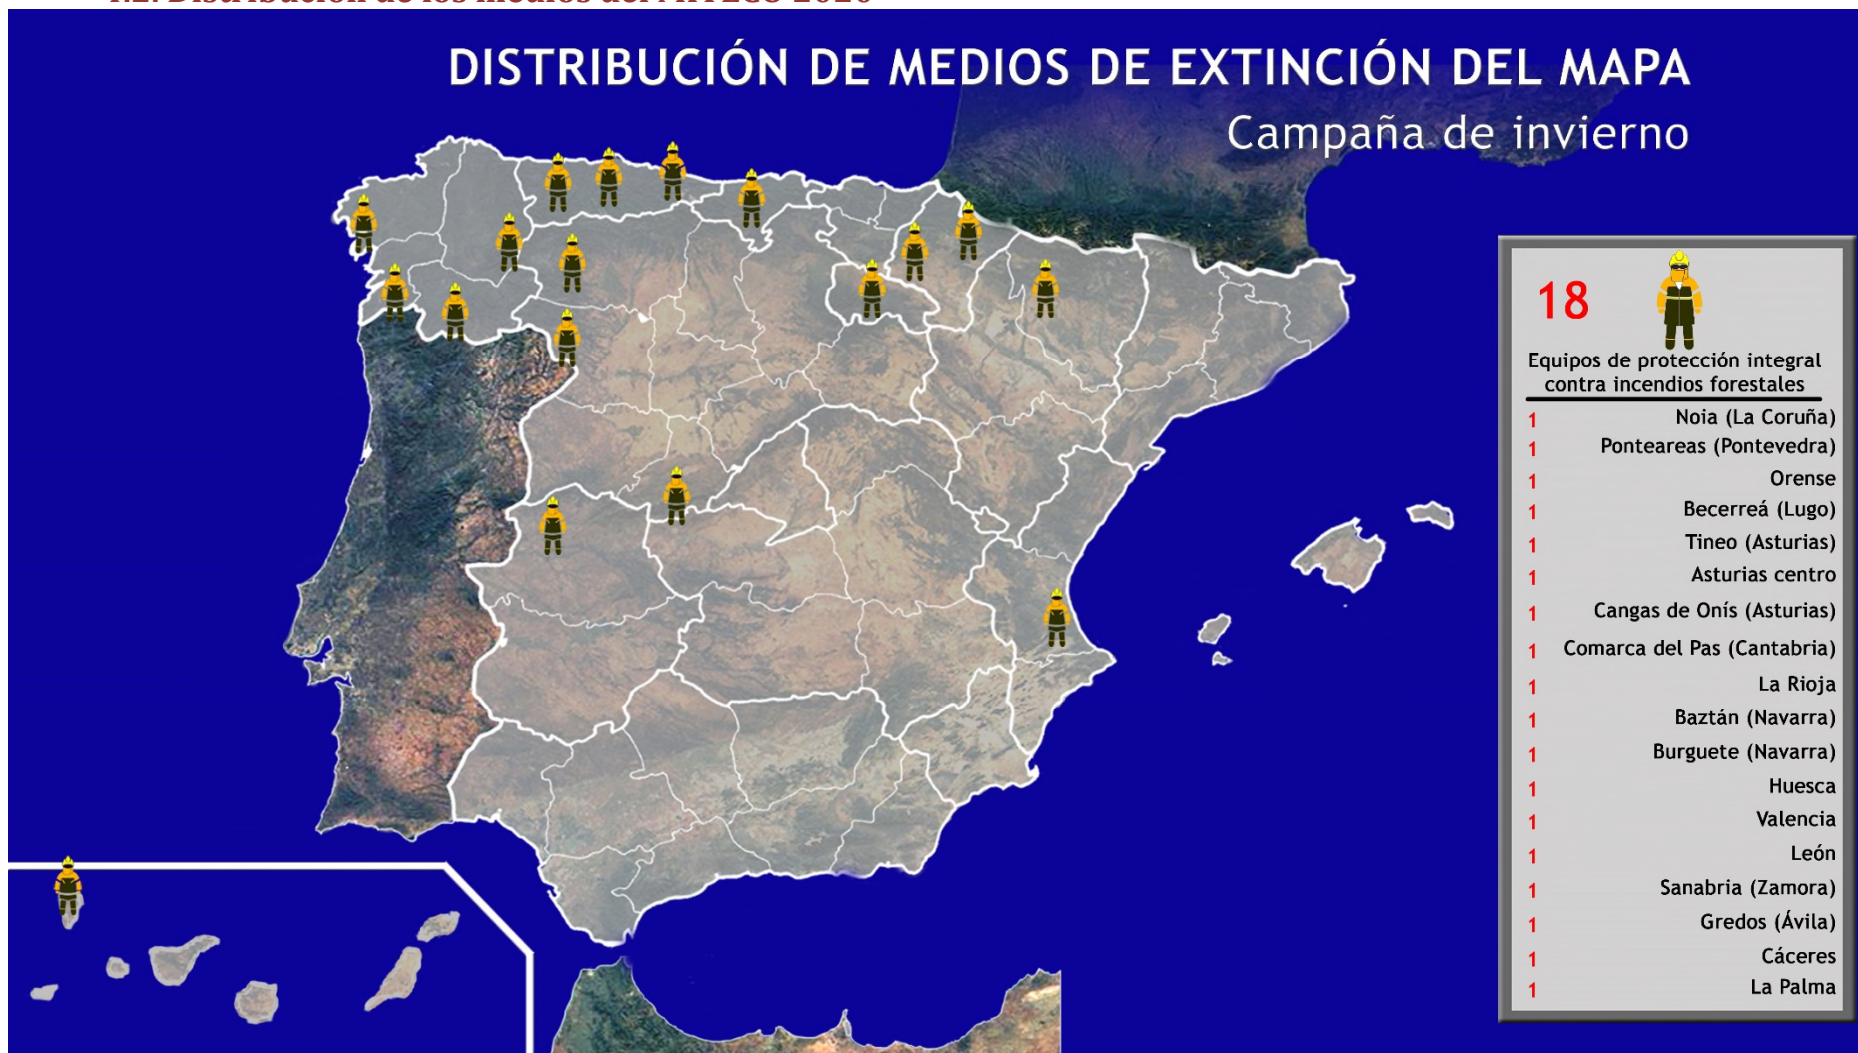 DISTRIBUCIÓN DE MEDIOS DE EXTINCIÓN DEL MAPA
Campaña de invierno
18
Equipos de protección integral
contra incendios forestales
1 Noia (La Coruña)
1 Ponteareas (Pontevedra)
1 Orense
1 Becerreá (Lugo)
1 Tineo (Asturias)
1 Asturias centro
1 Cangas de Onís (Asturias)
1 Comarca del Pas (Cantabria)
1 La Rioja
1 Baztán (Navarra)
1 Burguete (Navarra)
1 Huesca
1 Valencia
1 León
1 Sanabria (Zamora)
1 Gredos (Ávila)
1 Cáceres
1 La Palma